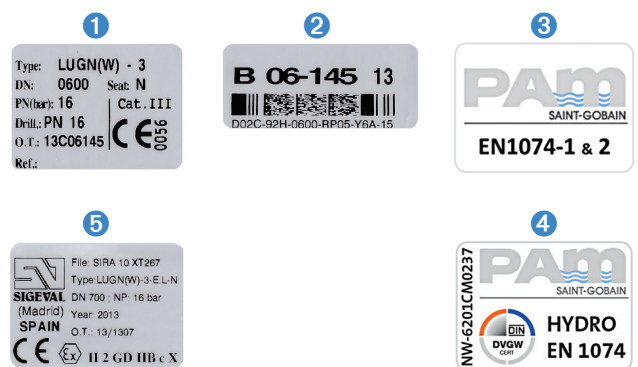 1
Type: LUGN(W) - 3
DN: 0600 Seat: N
PN(bar): 16 Cat.III
Drill.: PN 16
O.T.: 13C06145 CE 0056
Ref.:
2
B 06-145 13
D02C-92H-0600-RP05-Y6A-15
3
PAM
SAINT-GOBAIN
EN1074-1 & 2
5
File: SIRA 10 XT267
Type:LUGN(W)-3-E L-N
SIGEVAL DN 700 ; NP: 16 bar
(Madrid) Year: 2013
SPAIN O.T.: 13/1307
CE Ex II 2 GD IIB c X
4
NW-6201CM0237
PAM
SAINT-GOBAIN
DIN
DVGW
CERT
HYDRO
EN 1074